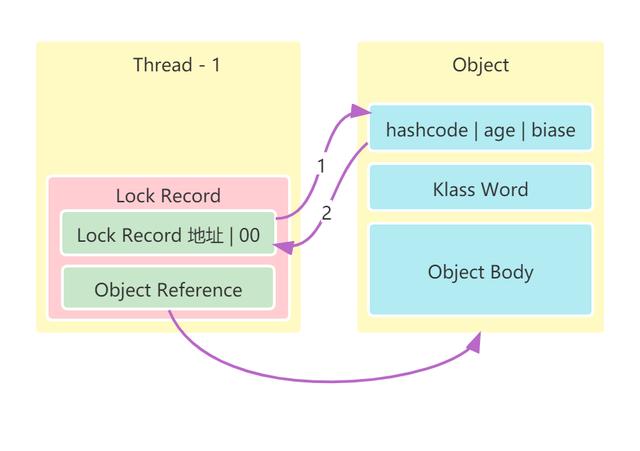 Thread - 1
Lock Record
Lock Record 地址 | 00
Object Reference
1
2
Object
hashcode | age | biase
Klass Word
Object Body